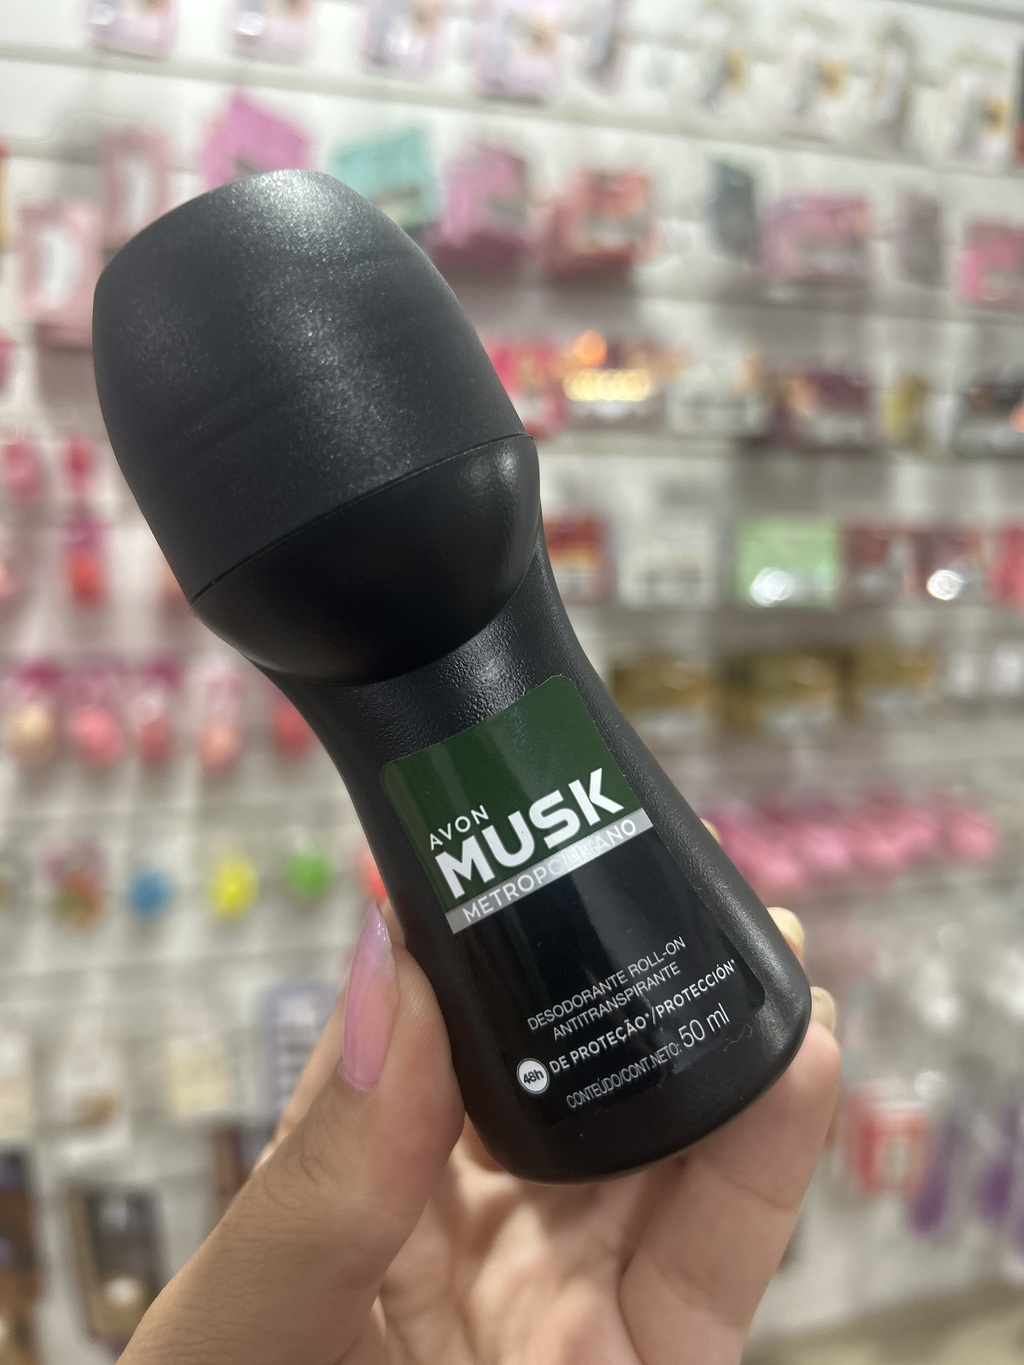 AVON
MUSK
METROPOLITANO
DESODORANTE ROLL-ON
ANTITRANSPIRANTE
48h DE PROTEÇÃO*/PROTECCIÓN*
CONTEÚDO/CONT.NETO: 50 ml